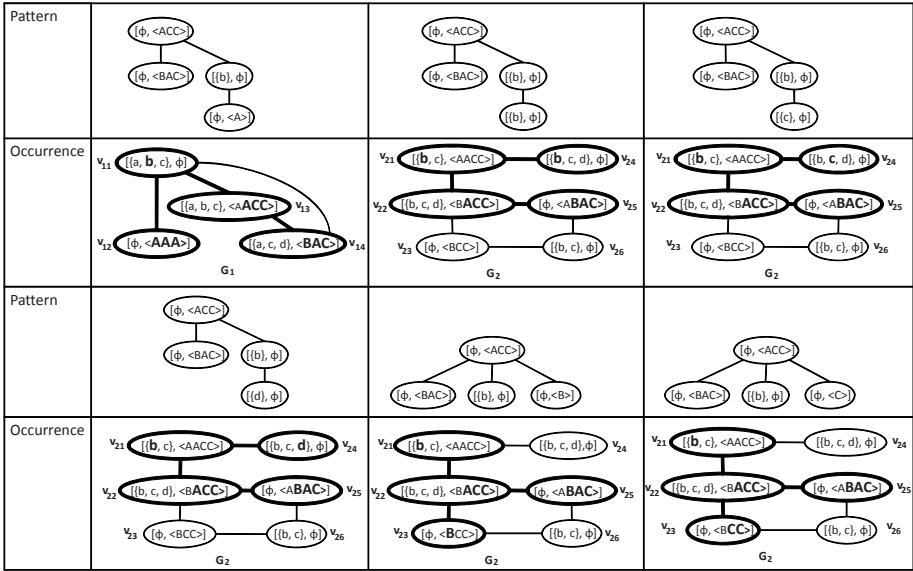 Pattern
[ϕ, <ACC>]
[ϕ, <BAC>] [{b}, ϕ]
[ϕ, <A>]
[ϕ, <ACC>]
[ϕ, <BAC>] [{b}, ϕ]
[{b}, ϕ]
[ϕ, <ACC>]
[ϕ, <BAC>] [{b}, ϕ]
[{c}, ϕ]
Occurrence
v11 [{a, b, c}, ϕ]
[{a, b, c}, <AACC>] v13
v12 [ϕ, <AAA>] [{a, c, d}, <BAC>] v14
G1
v21 [{b, c}, <AACC>] [{b, c, d}, ϕ] v24
v22 [{b, c, d}, <BACC>] [ϕ, <ABAC>] v25
v23 [ϕ, <BCC>] [{b, c}, ϕ] v26
G2
v21 [{b, c}, <AACC>] [{b, c, d}, ϕ] v24
v22 [{b, c, d}, <BACC>] [ϕ, <ABAC>] v25
v23 [ϕ, <BCC>] [{b, c}, ϕ] v26
G2
Pattern
[ϕ, <ACC>]
[ϕ, <BAC>] [{b}, ϕ]
[{d}, ϕ]
[ϕ, <ACC>]
[ϕ, <BAC>] [{b}, ϕ] [ϕ, <B>]
[ϕ, <ACC>]
[ϕ, <BAC>] [{b}, ϕ] [ϕ, <C>]
Occurrence
v21 [{b, c}, <AACC>] [{b, c, d}, ϕ] v24
v22 [{b, c, d}, <BACC>] [ϕ, <ABAC>] v25
v23 [ϕ, <BCC>] [{b, c}, ϕ] v26
G2
v21 [{b, c}, <AACC>] [{b, c, d},ϕ] v24
v22 [{b, c, d}, <BACC>] [ϕ, <ABAC>] v25
v23 [ϕ, <BCC>] [{b, c}, ϕ] v26
G2
v21 [{b, c}, <AACC>] [{b, c, d}, ϕ] v24
v22 [{b, c, d}, <BACC>] [ϕ, <ABAC>] v25
v23 [ϕ, <BCC>] [{b, c}, ϕ] v26
G2